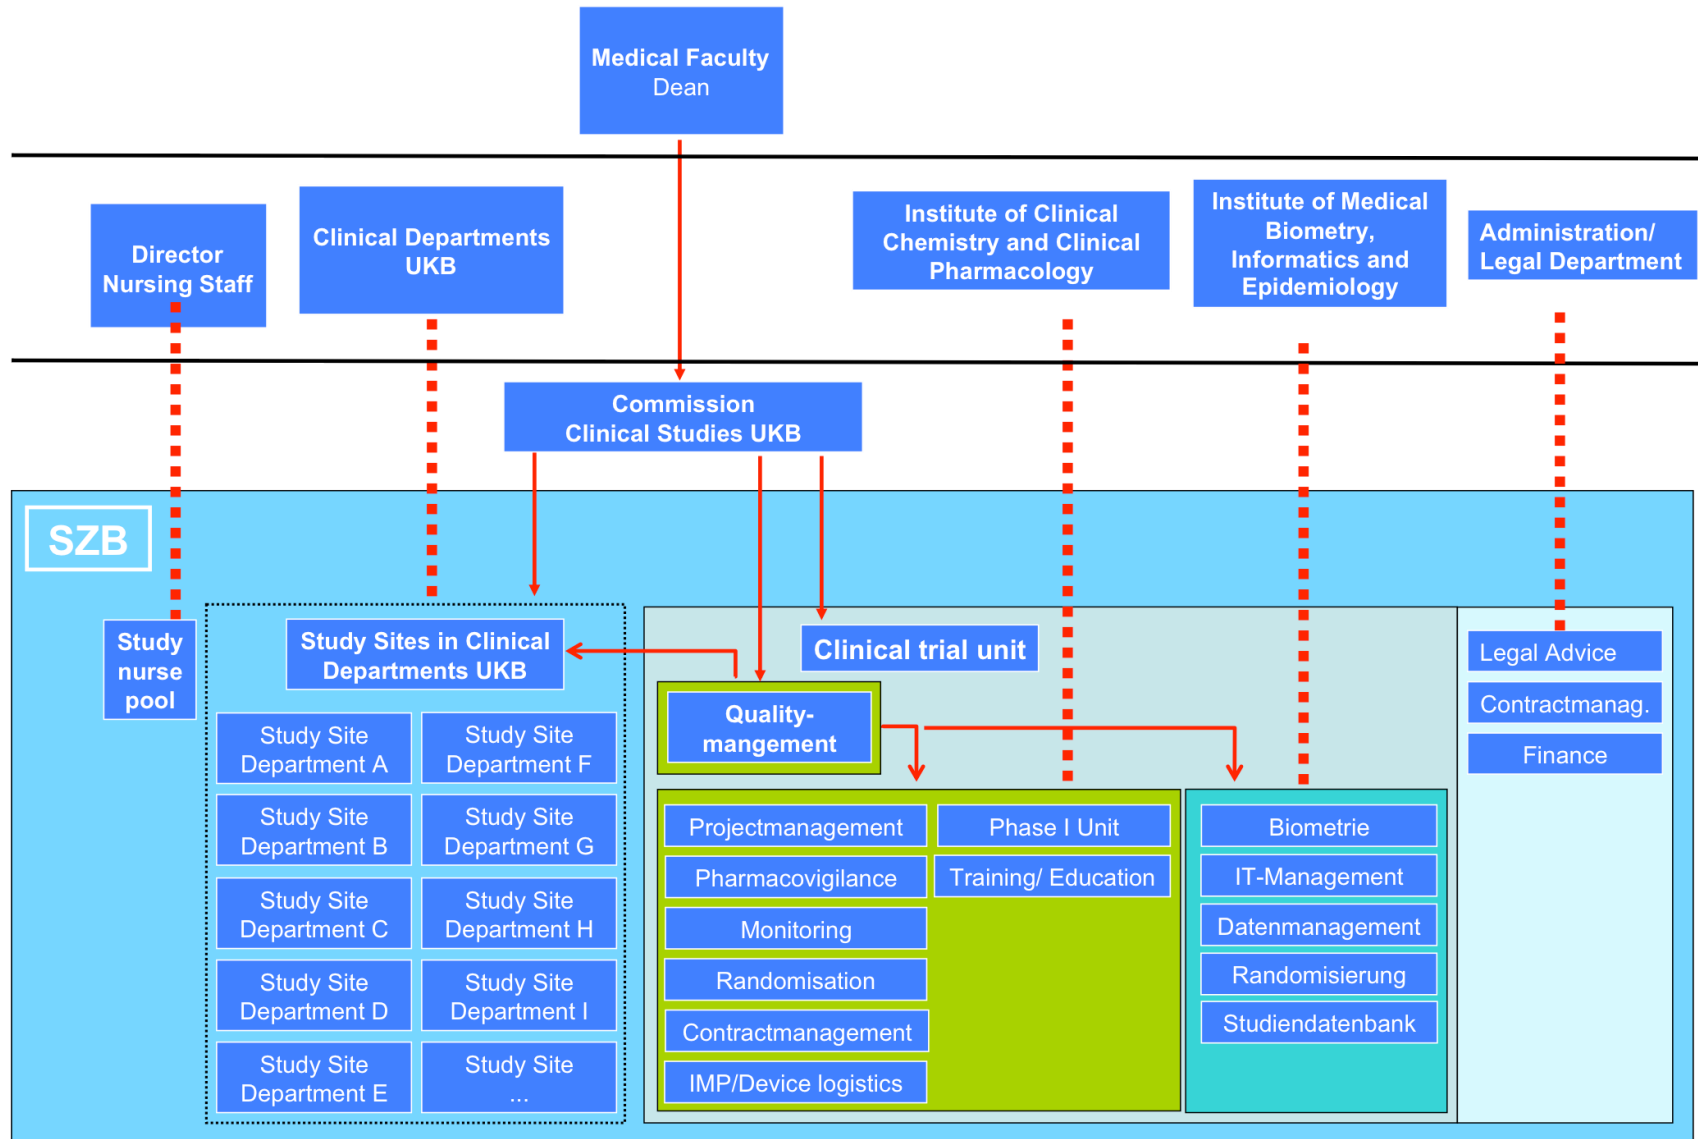 Medical Faculty
Dean
Director
Nursing Staff
Clinical Departments
UKB
Institute of Clinical
Chemistry and Clinical
Pharmacology
Institute of Medical
Biometry,
Informatics and
Epidemiology
Administration/
Legal Department
Commission
Clinical Studies UKB
SZB
Study
nurse
pool
Study Sites in Clinical
Departments UKB
Study Site
Department A
Study Site
Department F
Study Site
Department B
Study Site
Department G
Study Site
Department C
Study Site
Department H
Study Site
Department D
Study Site
Department I
Study Site
Department E
Study Site
...
Clinical trial unit
Quality-
mangement
Projectmanagement
Pharmacovigilance
Monitoring
Randomisation
Contractmanagement
IMP/Device logistics
Phase I Unit
Training/ Education
Biometrie
IT-Management
Datenmanagement
Randomisierung
Studiendatenbank
Legal Advice
Contractmanag.
Finance